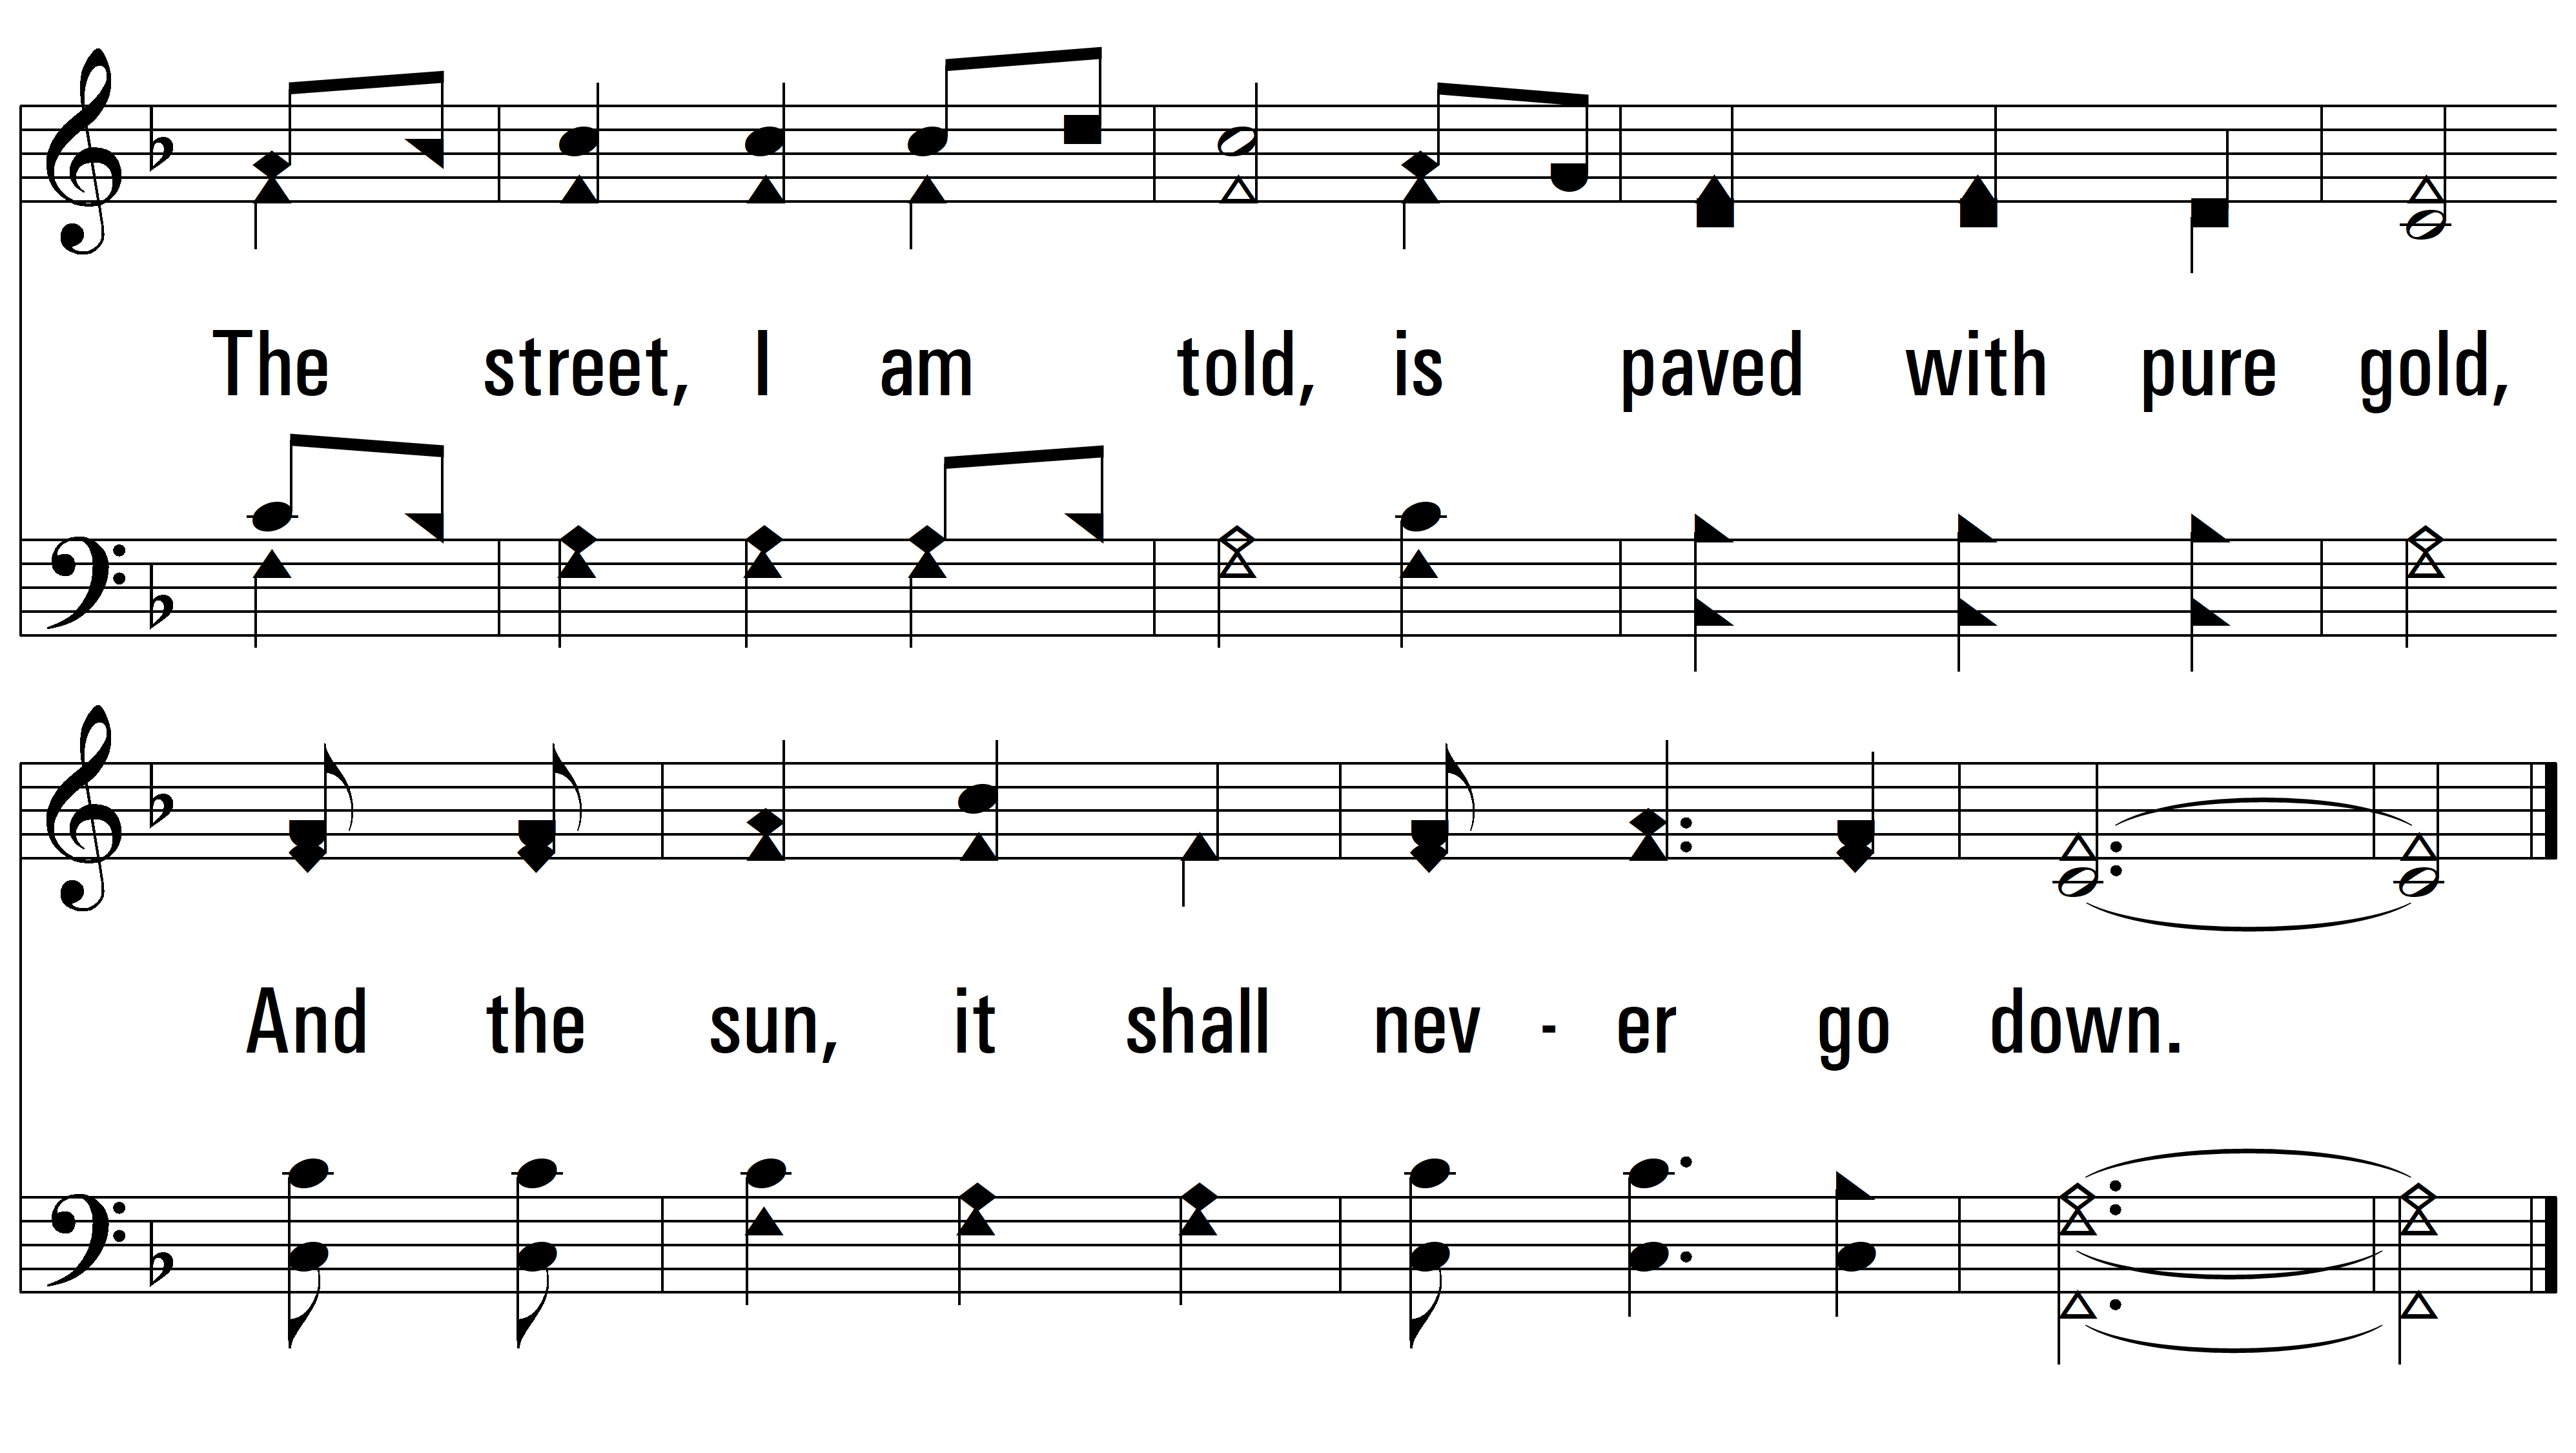 The street, I am told, is paved with pure gold,
And the sun, it shall nev - er go down.